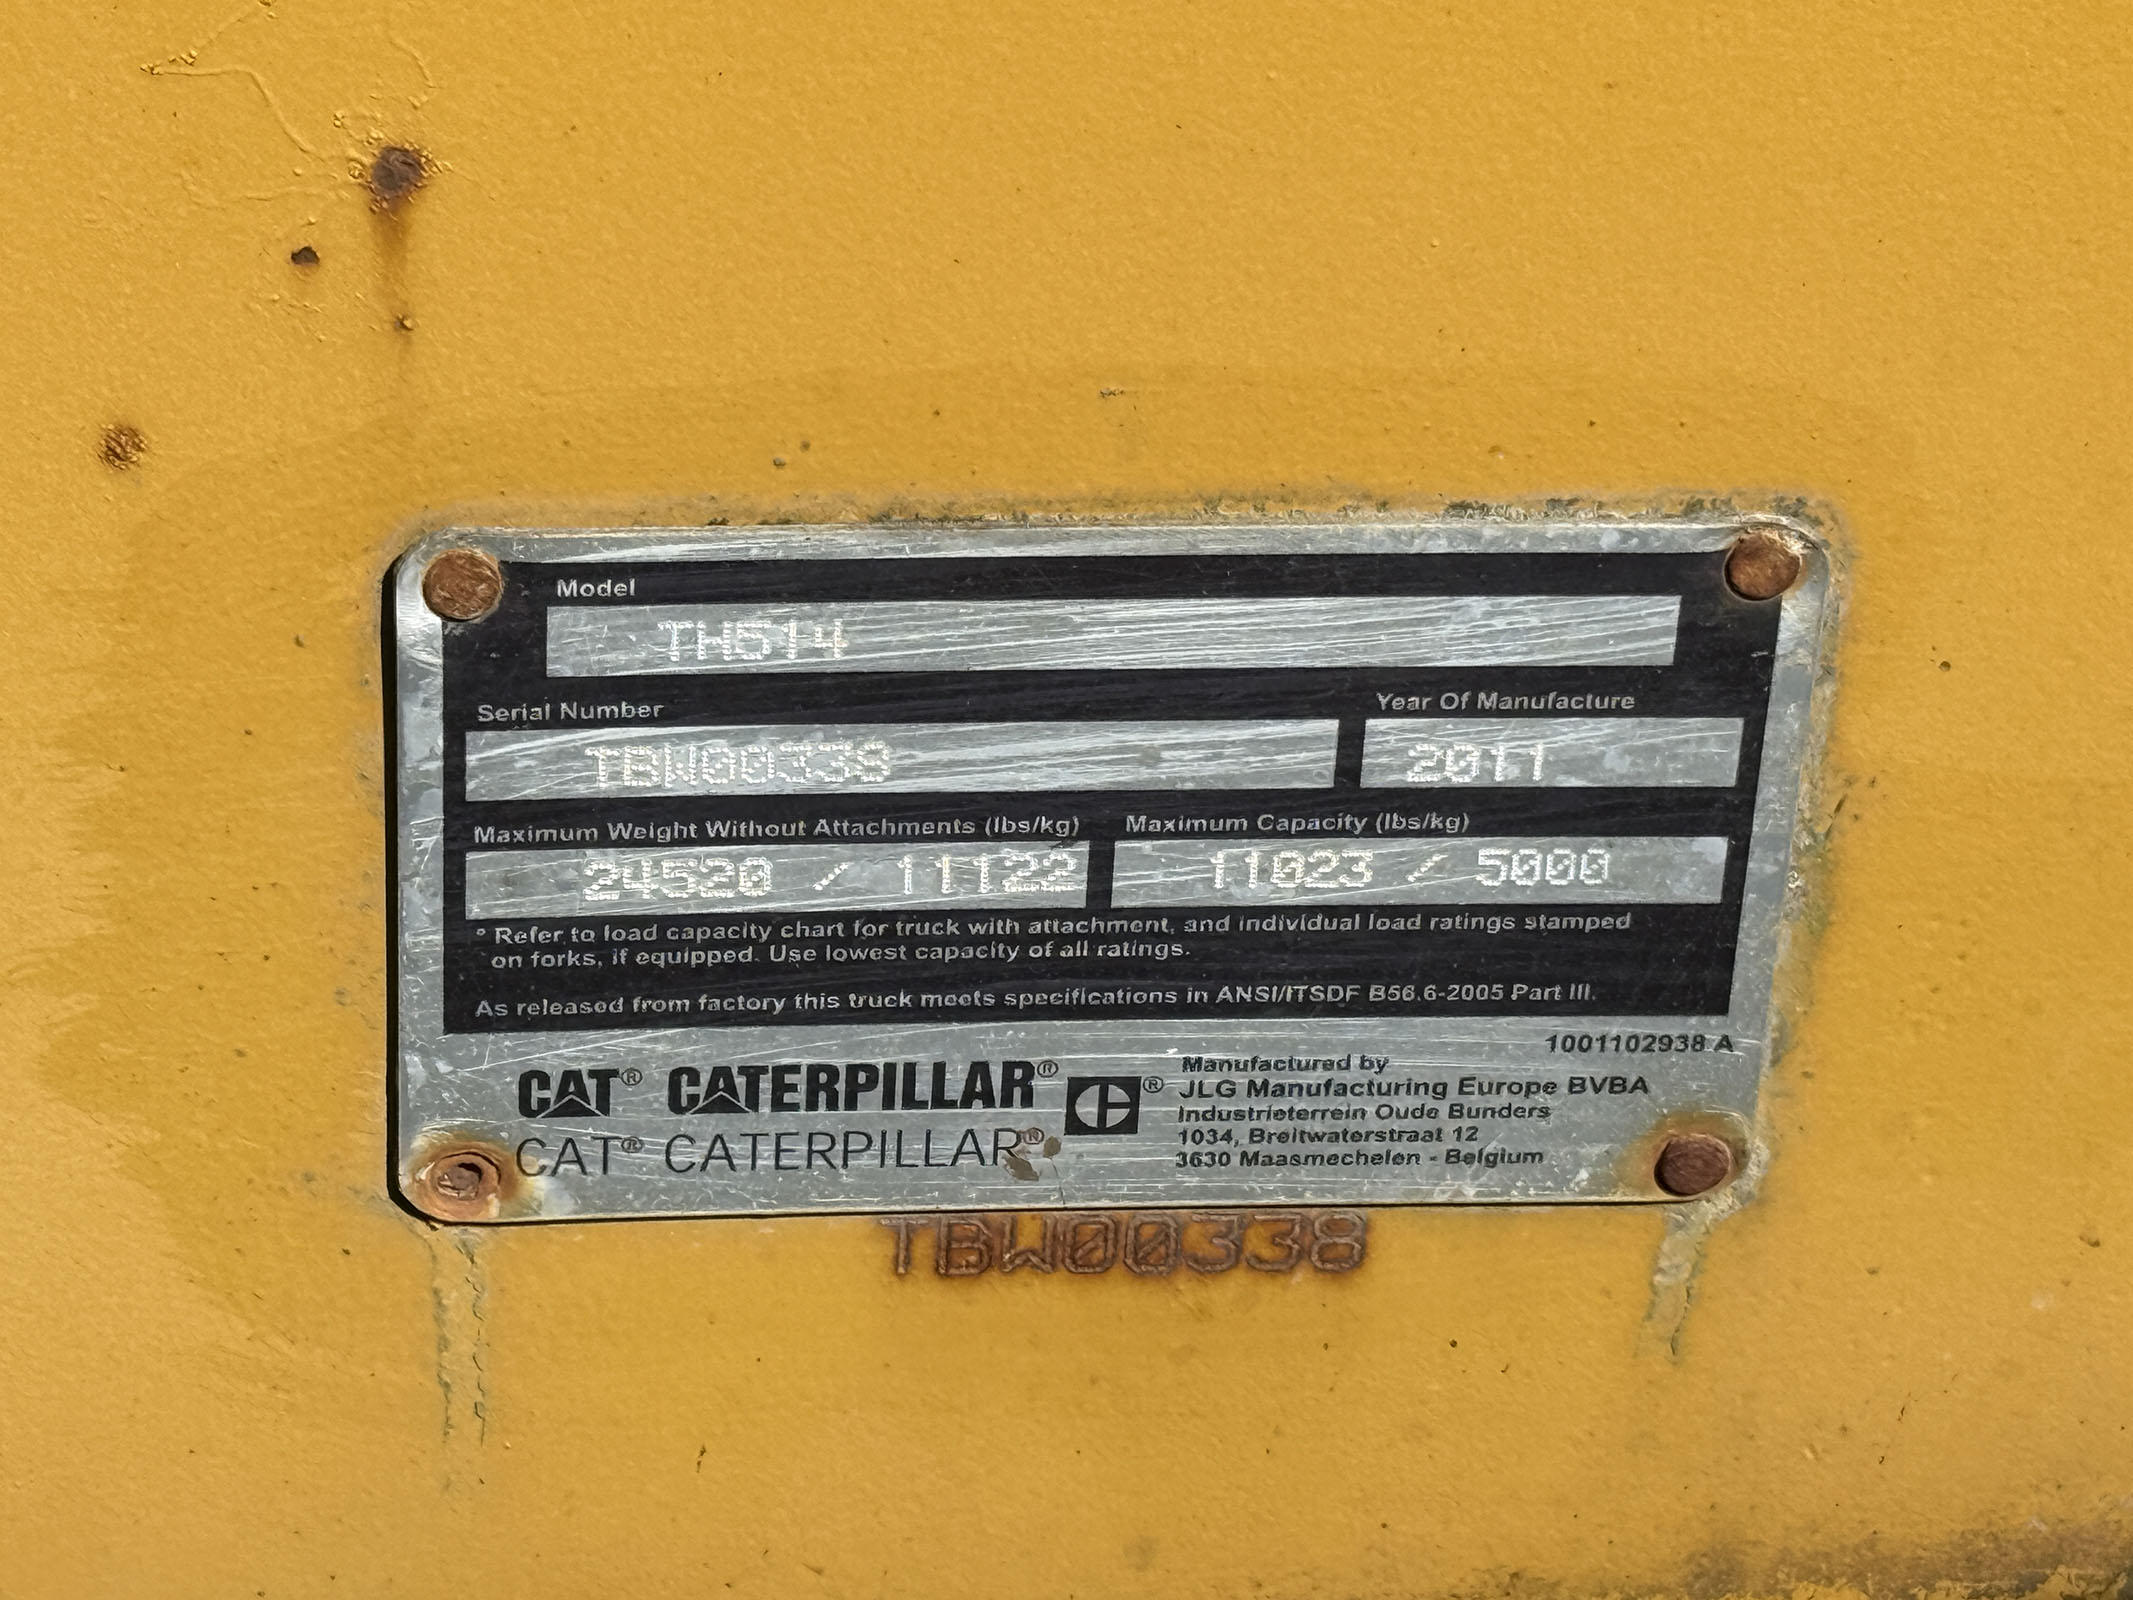 Model
TH514
Serial Number
TBW00338
Year Of Manufacture
2011
Maximum Weight Without Attachments (lbs/kg)
24520 / 11122
Maximum Capacity (lbs/kg)
11023 / 5000
° Refer to load capacity chart for truck with attachment, and individual load ratings stamped
on forks, if equipped. Use lowest capacity of all ratings.
As released from factory this truck meets specifications in ANSI/ITSDF B56.6-2005 Part III.
1001102938 A
CAT® CATERPILLAR®
CAT® CATERPILLAR®
®
Manufactured by
JLG Manufacturing Europe BVBA
Industrieterrein Oude Bunders
1034, Breitwaterstraat 12
3630 Maasmechelen - Belgium
TBW00338